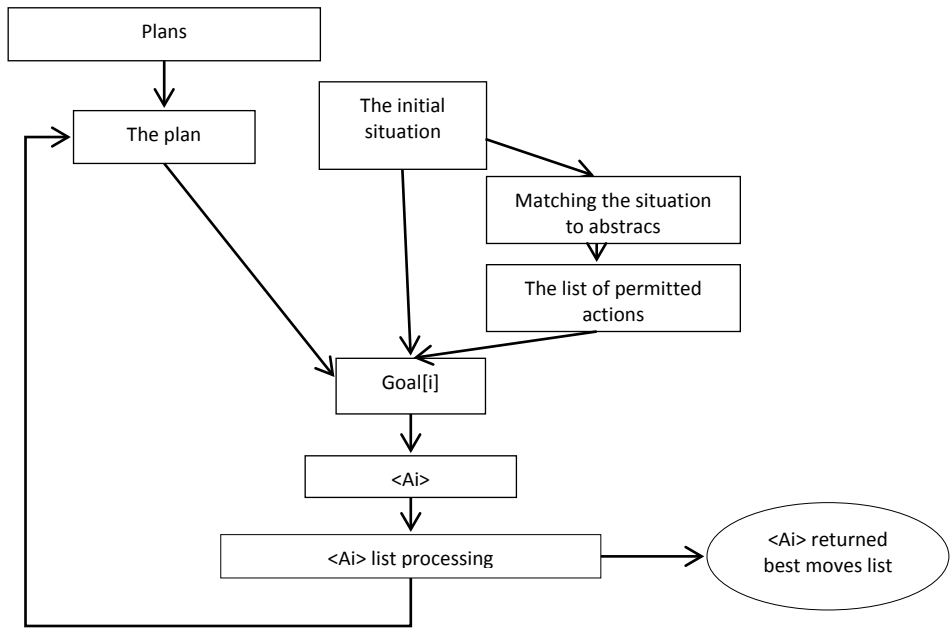 Plans
The plan
The initial
situation
Matching the situation
to abstracs
The list of permitted
actions
Goal[i]
<Ai>
<Ai> list processing
<Ai> returned
best moves list